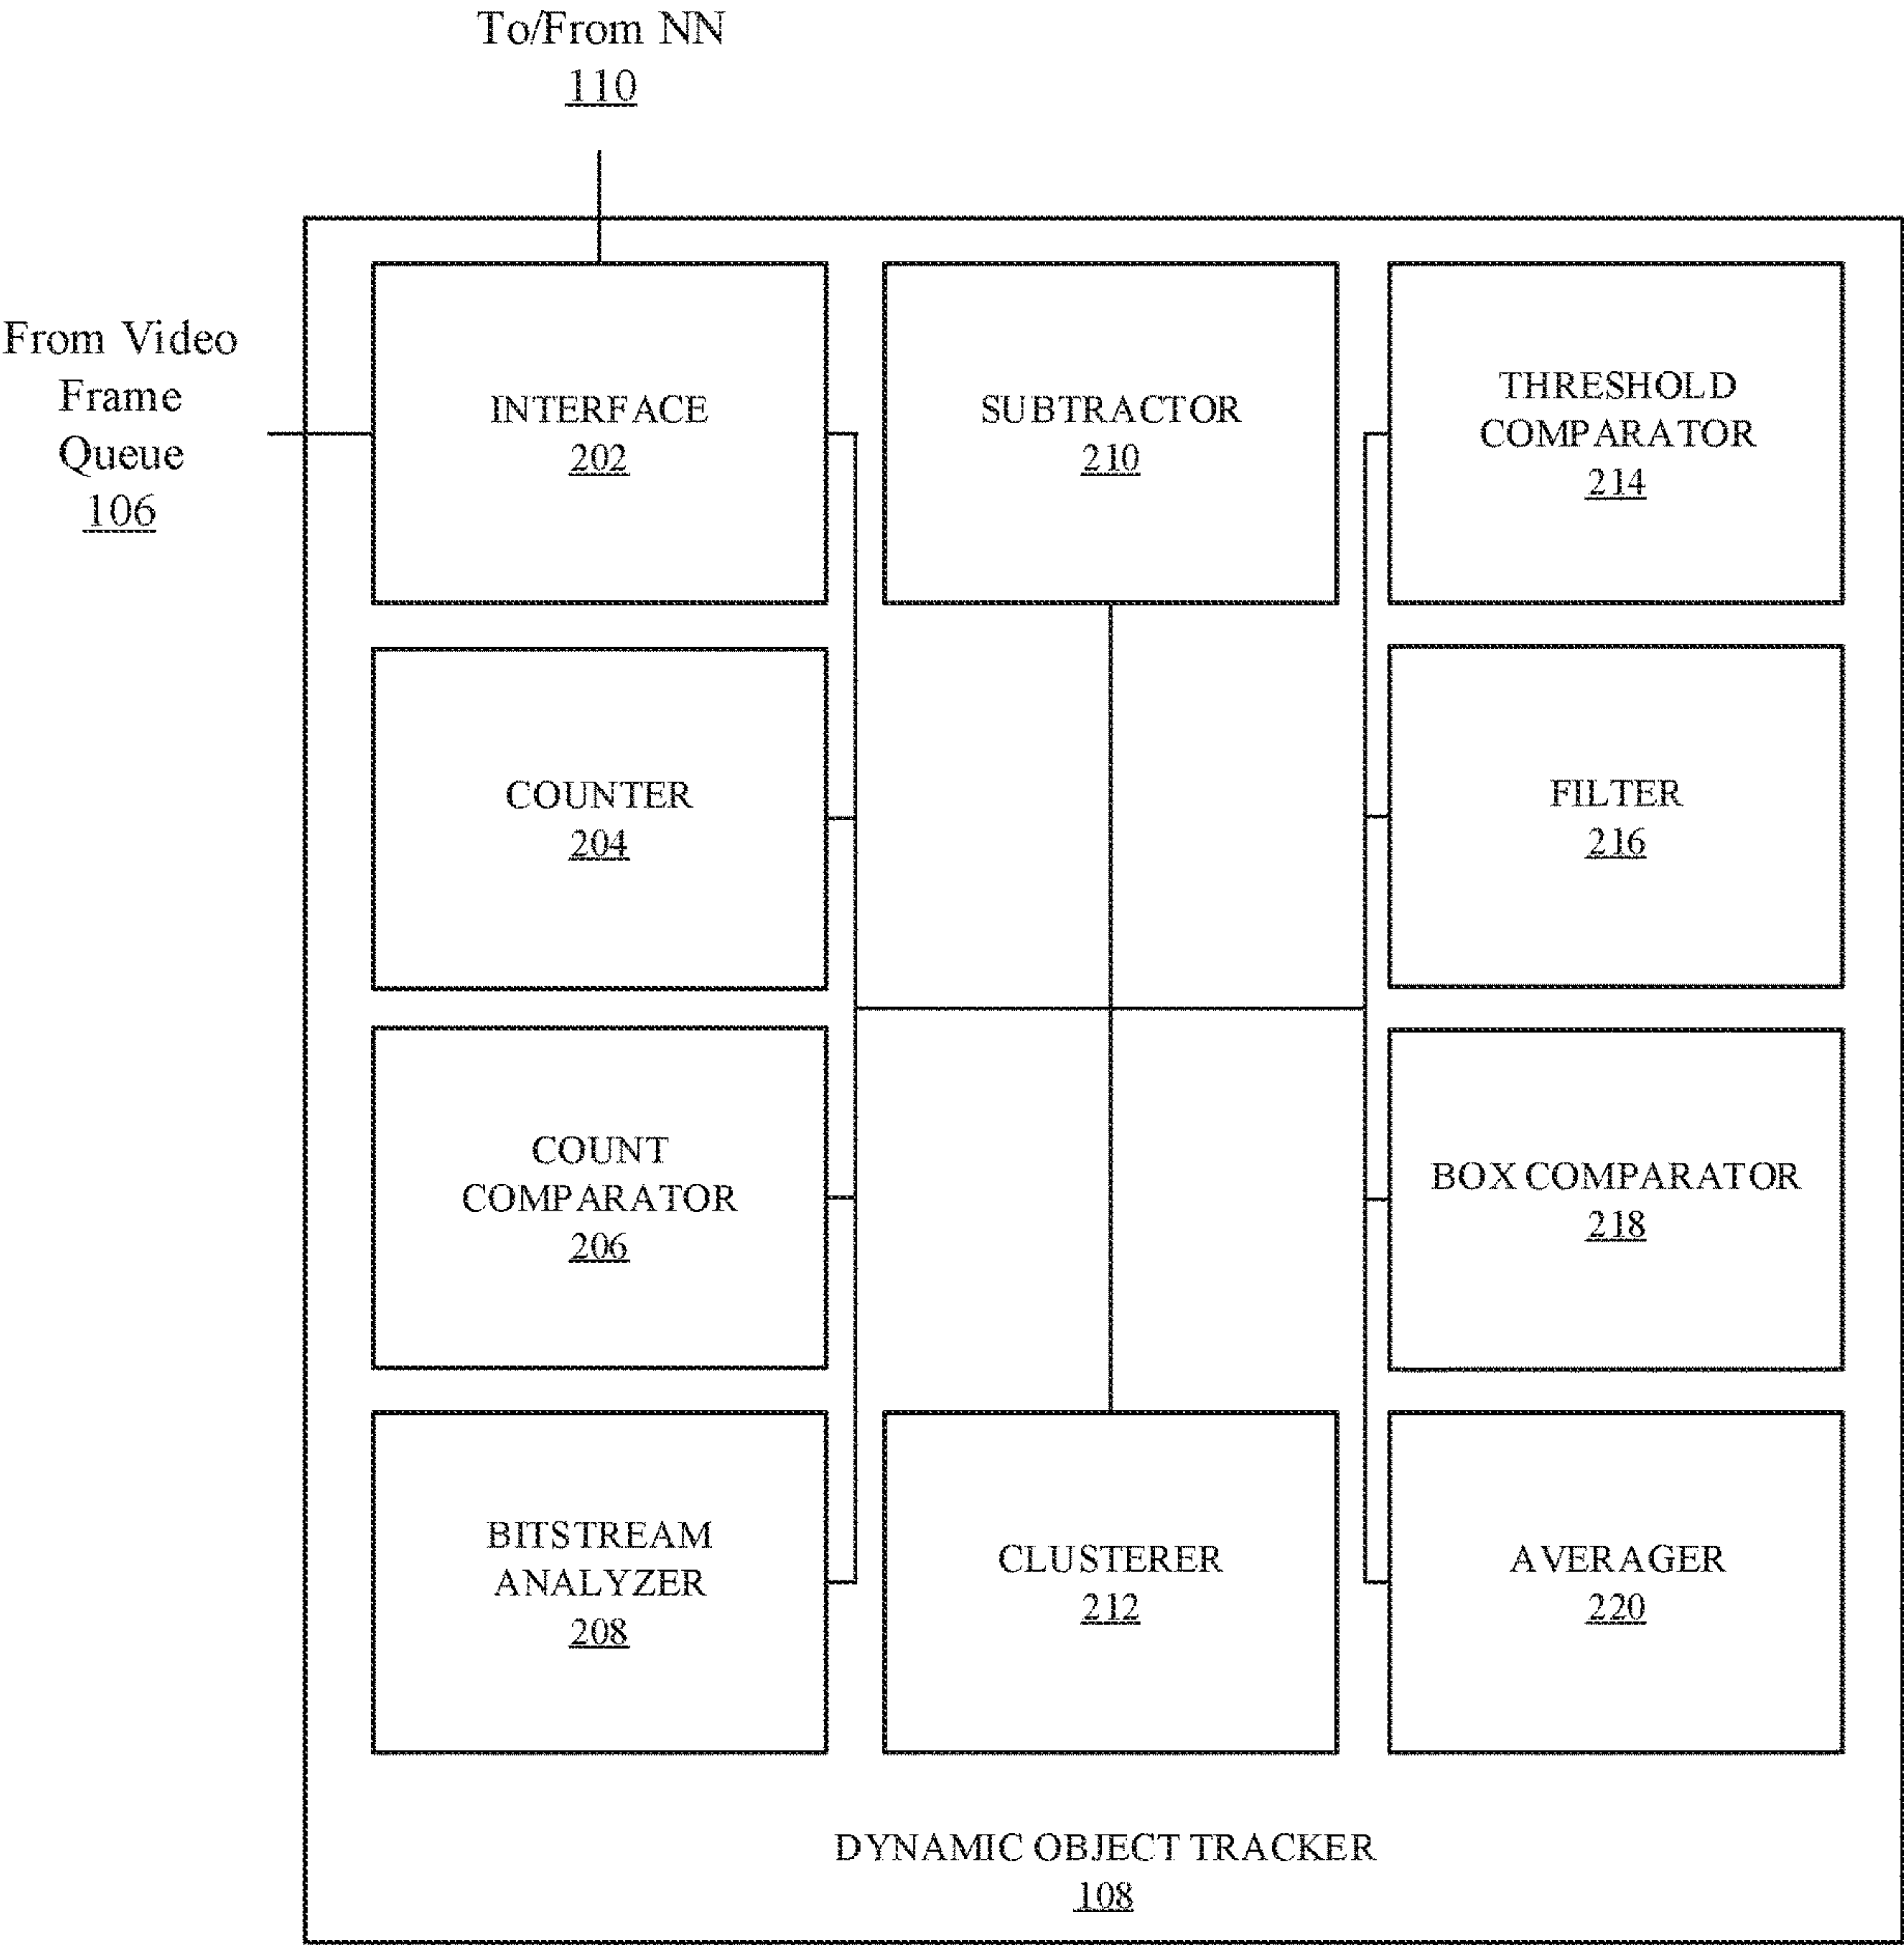 To/From NN
110
From Video
Frame
Queue
106
INTERFACE
202
SUBTRACTOR
210
THRESHOLD
COMPARATOR
214
COUNTER
204
FILTER
216
COUNT
COMPARATOR
206
BOX COMPARATOR
218
BITSTREAM
ANALYZER
208
CLUSTERER
212
AVERAGER
220
DYNAMIC OBJECT TRACKER
108